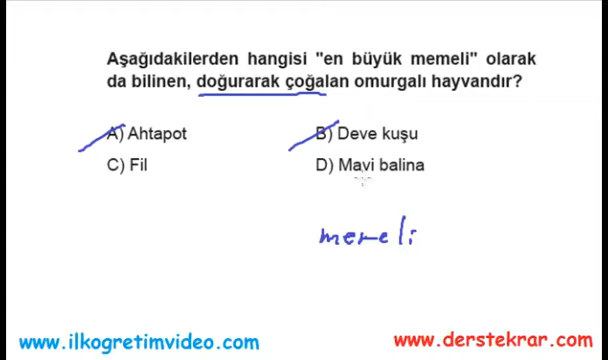 Aşağıdakilerden hangisi "en büyük memeli" olarak
da bilinen, doğurarak çoğalan omurgalı hayvandır?
A) Ahtapot
B) Deve kuşu
C) Fil
D) Mavi balina
memeli
www.ilkogretimvideo.com
www.derstekrar.com